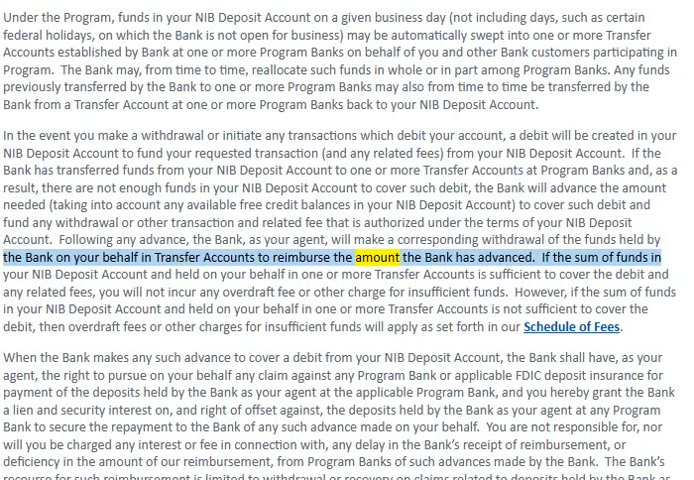 Under the Program, funds in your NIB Deposit Account on a given business day (not including days, such as certain
federal holidays, on which the Bank is not open for business) may be automatically swept into one or more Transfer
Accounts established by Bank at one or more Program Banks on behalf of you and other Bank customers participating in
Program.  The Bank may, from time to time, reallocate such funds in whole or in part among Program Banks. Any funds
previously transferred by the Bank to one or more Program Banks may also from time to time be transferred by the
Bank from a Transfer Account at one or more Program Banks back to your NIB Deposit Account.
In the event you make a withdrawal or initiate any transactions which debit your account, a debit will be created in your
NIB Deposit Account to fund your requested transaction (and any related fees) from your NIB Deposit Account.  If the
Bank has transferred funds from your NIB Deposit Account to one or more Transfer Accounts at Program Banks and, as a
result, there are not enough funds in your NIB Deposit Account to cover such debit, the Bank will advance the amount
needed (taking into account any available free credit balances in your NIB Deposit Account) to cover such debit and
fund any withdrawal or other transaction and related fee that is authorized under the terms of your NIB Deposit
Account.  Following any advance, the Bank, as your agent, will make a corresponding withdrawal of the funds held by
the Bank on your behalf in Transfer Accounts to reimburse the amount the Bank has advanced.  If the sum of funds in
your NIB Deposit Account and held on your behalf in one or more Transfer Accounts is sufficient to cover the debit and
any related fees, you will not incur any overdraft fee or other charge for insufficient funds.  However, if the sum of funds
in your NIB Deposit Account and held on your behalf in one or more Transfer Accounts is not sufficient to cover the
debit, then overdraft fees or other charges for insufficient funds will apply as set forth in our Schedule of Fees.
When the Bank makes any such advance to cover a debit from your NIB Deposit Account, the Bank shall have, as your
agent, the right to pursue on your behalf any claim against any Program Bank or applicable FDIC deposit insurance for
payment of the deposits held by the Bank as your agent at the applicable Program Bank, and you hereby grant the Bank
a lien and security interest on, and right of offset against, the deposits held by the Bank as your agent at any Program
Bank to secure the repayment to the Bank of any such advance made on your behalf.  You are not responsible for, nor
will you be charged any interest or fee in connection with, any delay in the Bank's receipt of reimbursement, or
deficiency in the amount of our reimbursement, from Program Banks of such advances made by the Bank.  The Bank's
recourse for such reimbursement is limited to withdrawal or recovery on claims related to deposits held by the Bank as